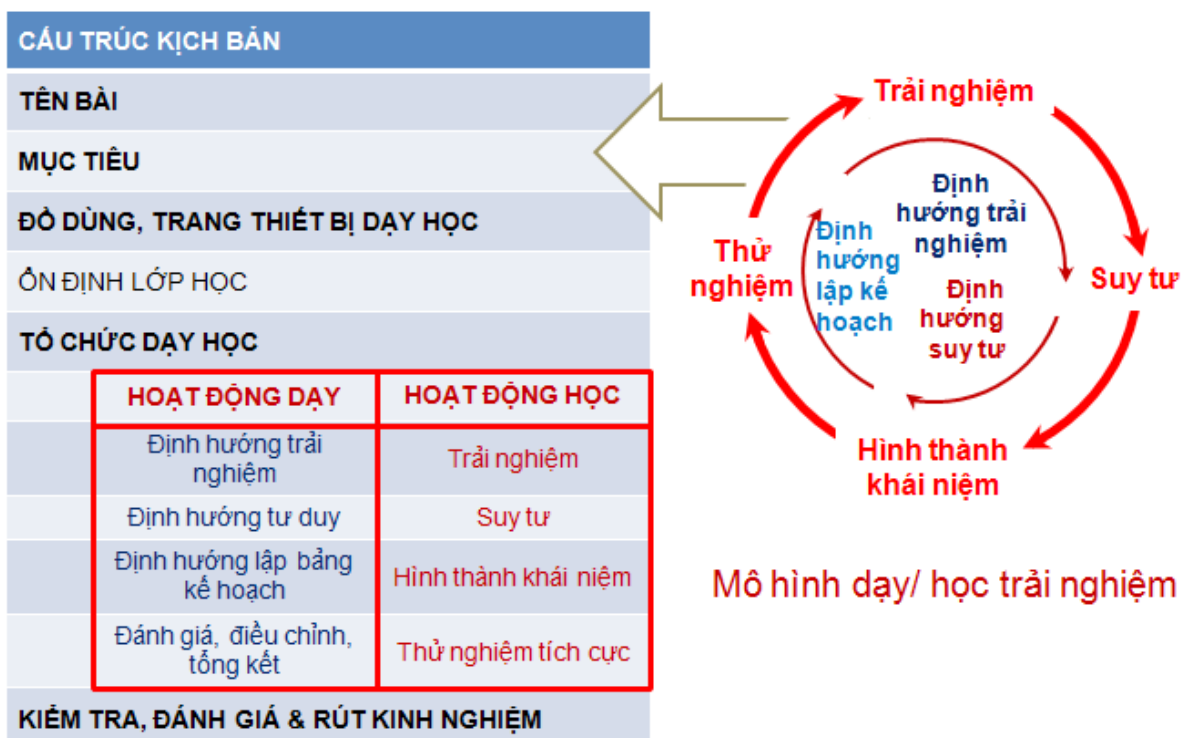 CẤU TRÚC KỊCH BẢN
TÊN BÀI
MỤC TIÊU
ĐỒ DÙNG, TRANG THIẾT BỊ DẠY HỌC
ỔN ĐỊNH LỚP HỌC
TỔ CHỨC DẠY HỌC
HOẠT ĐỘNG DẠY
HOẠT ĐỘNG HỌC
Định hướng trải
nghiệm
Trải nghiệm
Định hướng tư duy
Suy tư
Định hướng lập bảng
kế hoạch
Hình thành khái niệm
Đánh giá, điều chỉnh,
tổng kết
Thử nghiệm tích cực
KIỂM TRA, ĐÁNH GIÁ & RÚT KINH NGHIỆM
Trải nghiệm
Định
hướng trải
nghiệm
Định
hướng
lập kế
hoạch
Thử
nghiệm
Suy tư
Định
hướng
suy tư
Hình thành
khái niệm
Mô hình dạy/ học trải nghiệm